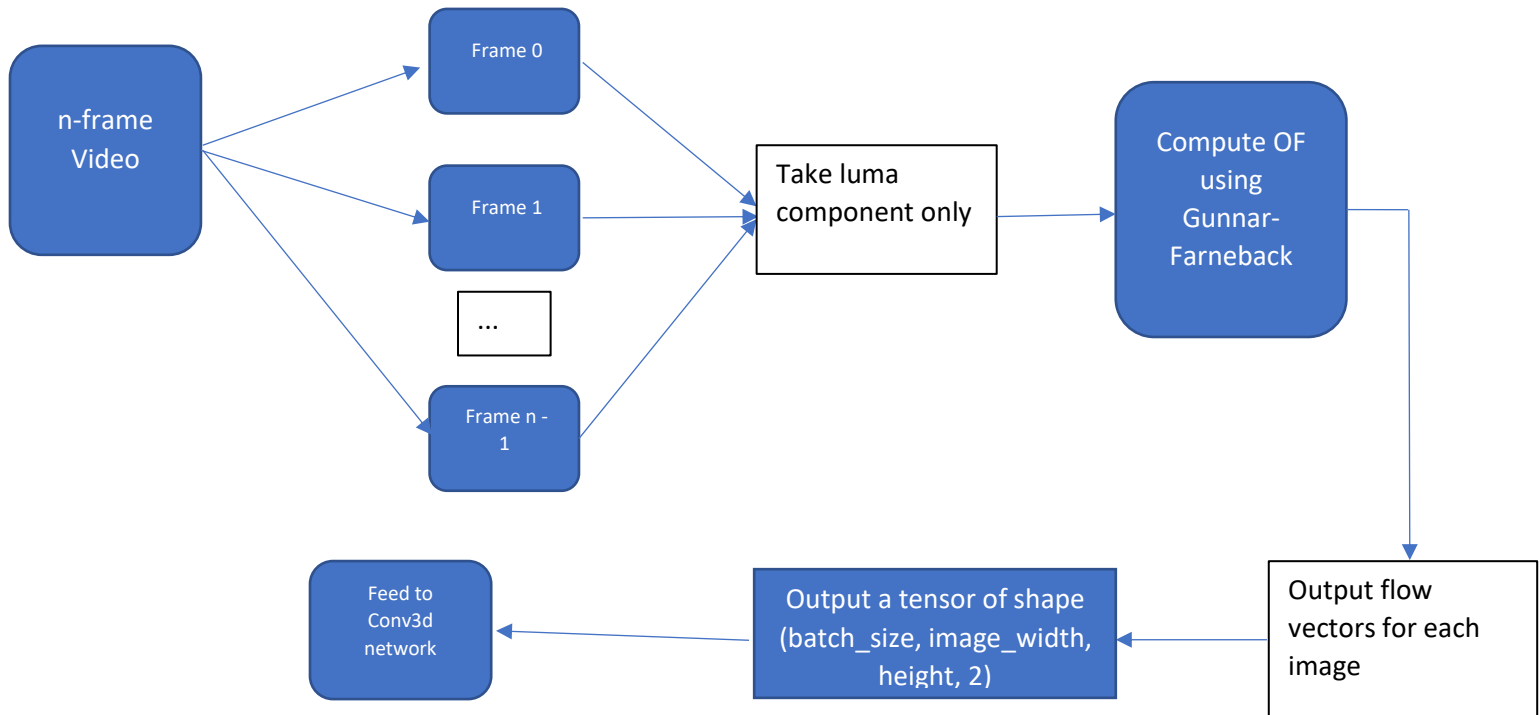 n-frame
Video
Frame 0
Frame 1
...
Frame n -
1
Take luma
component only
Compute OF
using
Gunnar-
Farneback
Output flow
vectors for each
image
Output a tensor of shape
(batch_size, image_width,
height, 2)
Feed to
Conv3d
network